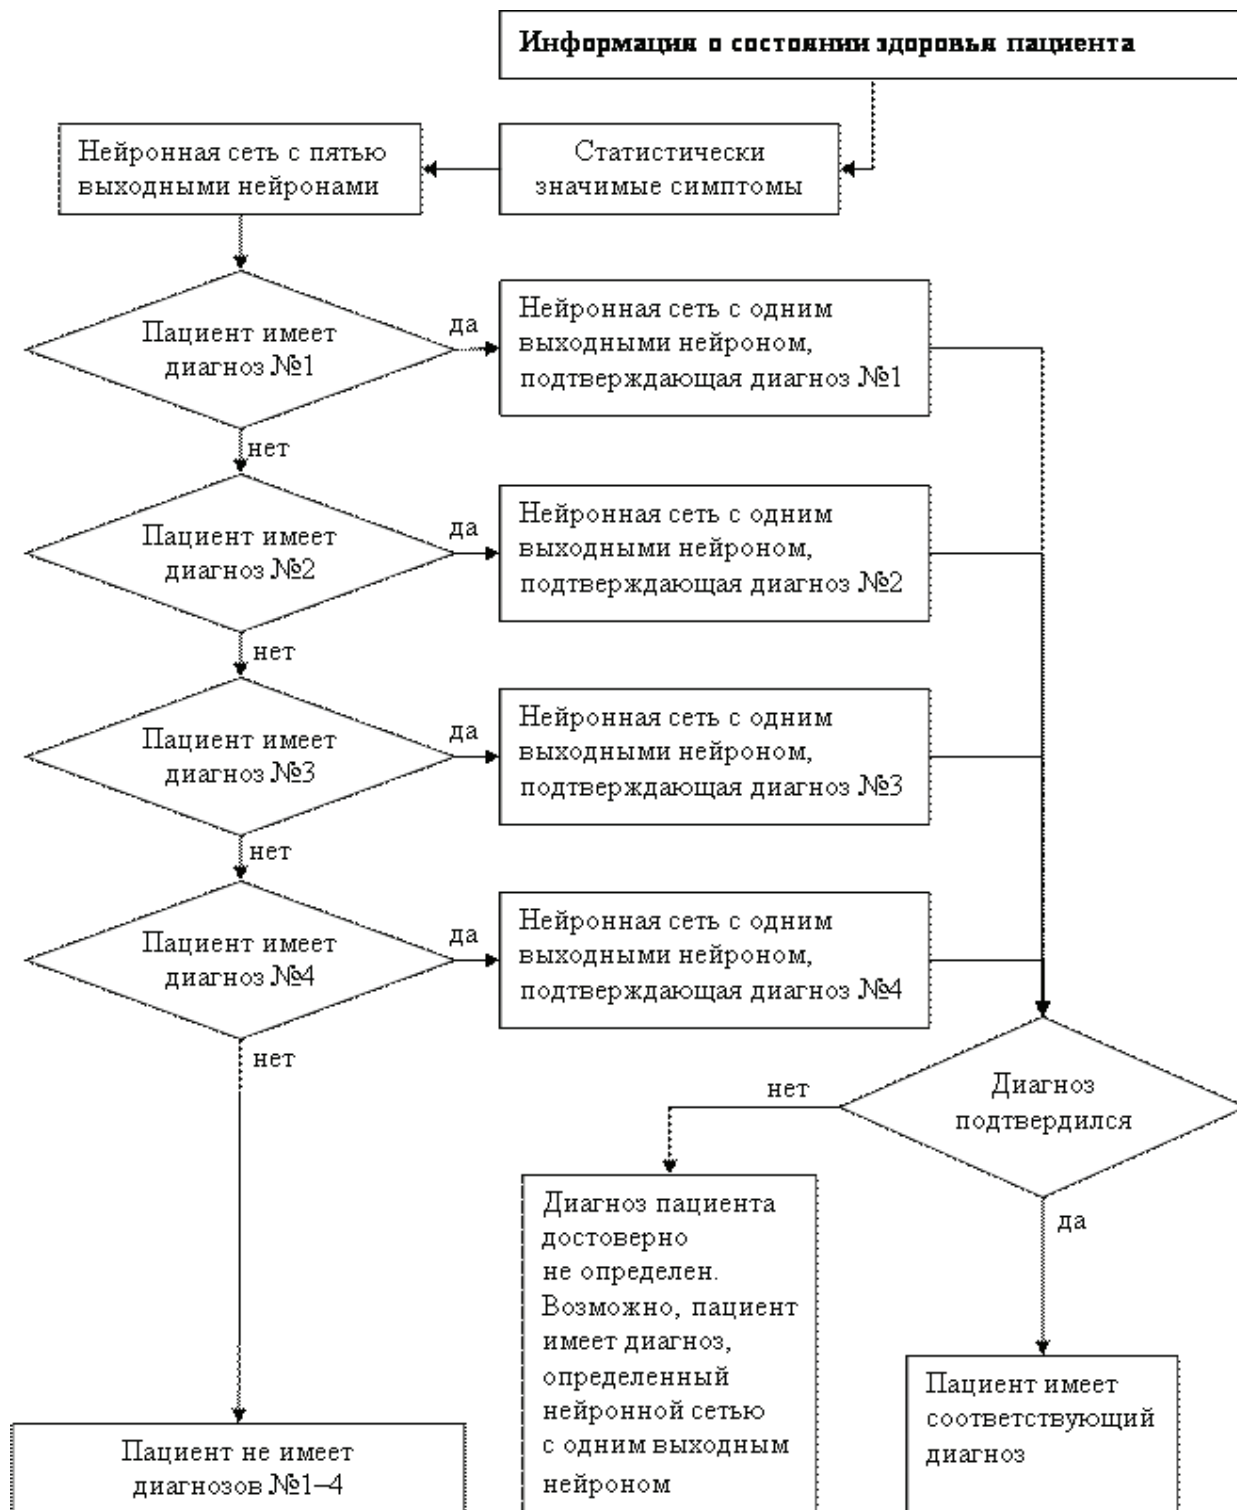 Информация о состоянии здоровья пациента
Нейронная сеть с пятью
выходными нейронами
Статистически
значимые симптомы
Пациент имеет
диагноз №1
да
Нейронная сеть с одним
выходными нейроном,
подтверждающая диагноз №1
нет
Пациент имеет
диагноз №2
да
Нейронная сеть с одним
выходными нейроном,
подтверждающая диагноз №2
нет
Пациент имеет
диагноз №3
да
Нейронная сеть с одним
выходными нейроном,
подтверждающая диагноз №3
нет
Пациент имеет
диагноз №4
да
Нейронная сеть с одним
выходными нейроном,
подтверждающая диагноз №4
нет
Диагноз
подтвердился
нет
да
Диагноз пациента
достоверно
не определен.
Возможно, пациент
имеет диагноз,
определенный
нейронной сетью
с одним выходным
нейроном
Пациент имеет
соответствующий
диагноз
Пациент не имеет
диагнозов №1–4